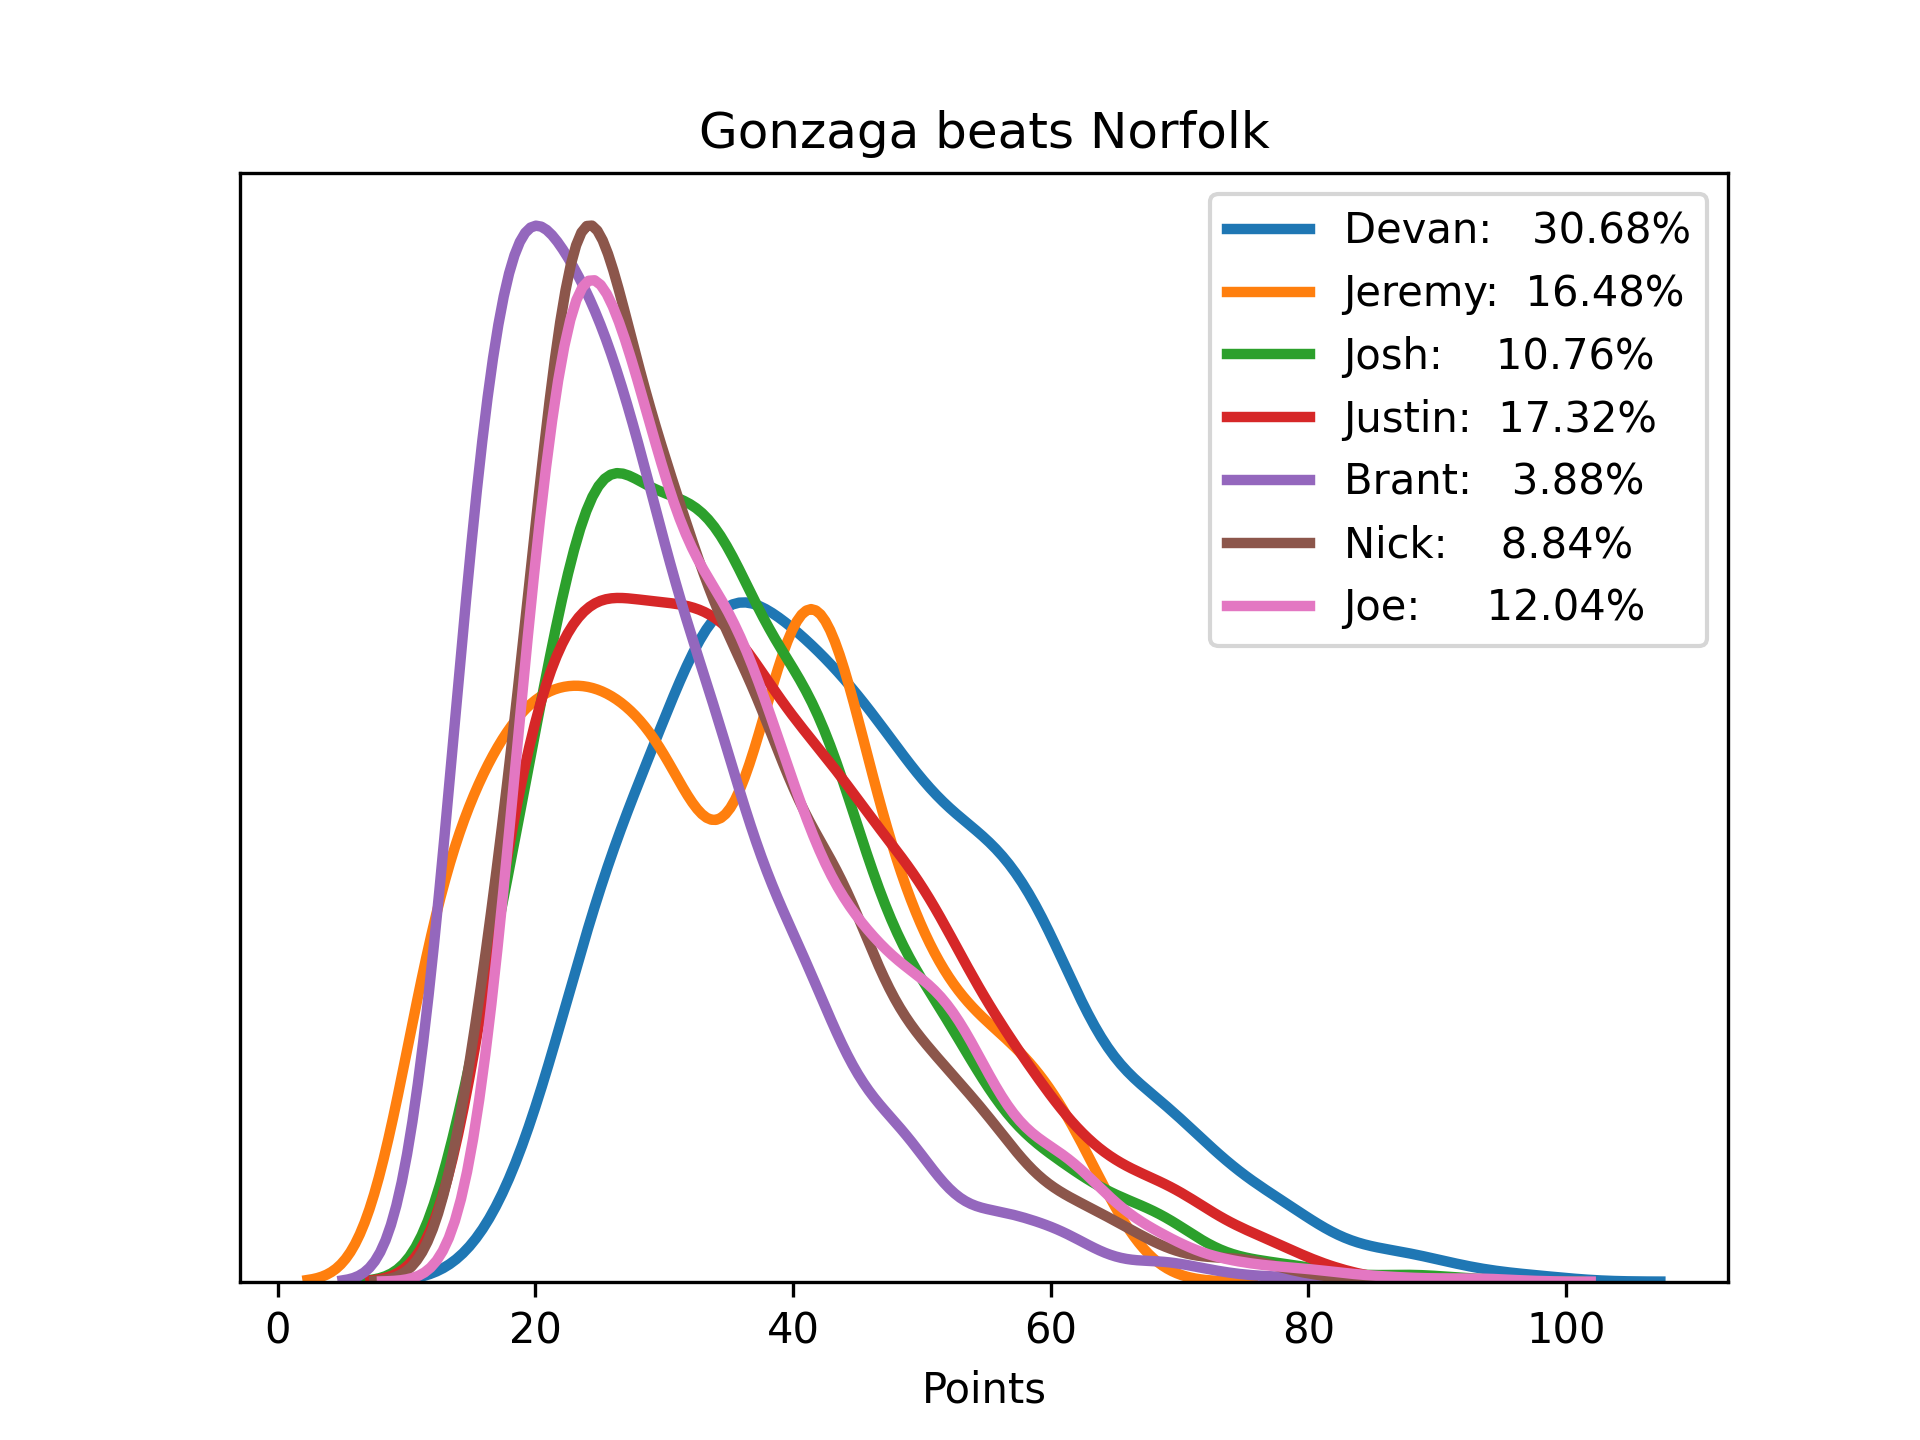 Gonzaga beats Norfolk
Devan: 30.68%
Jeremy: 16.48%
Josh: 10.76%
Justin: 17.32%
Brant: 3.88%
Nick: 8.84%
Joe: 12.04%
0 20 40 60 80 100
Points